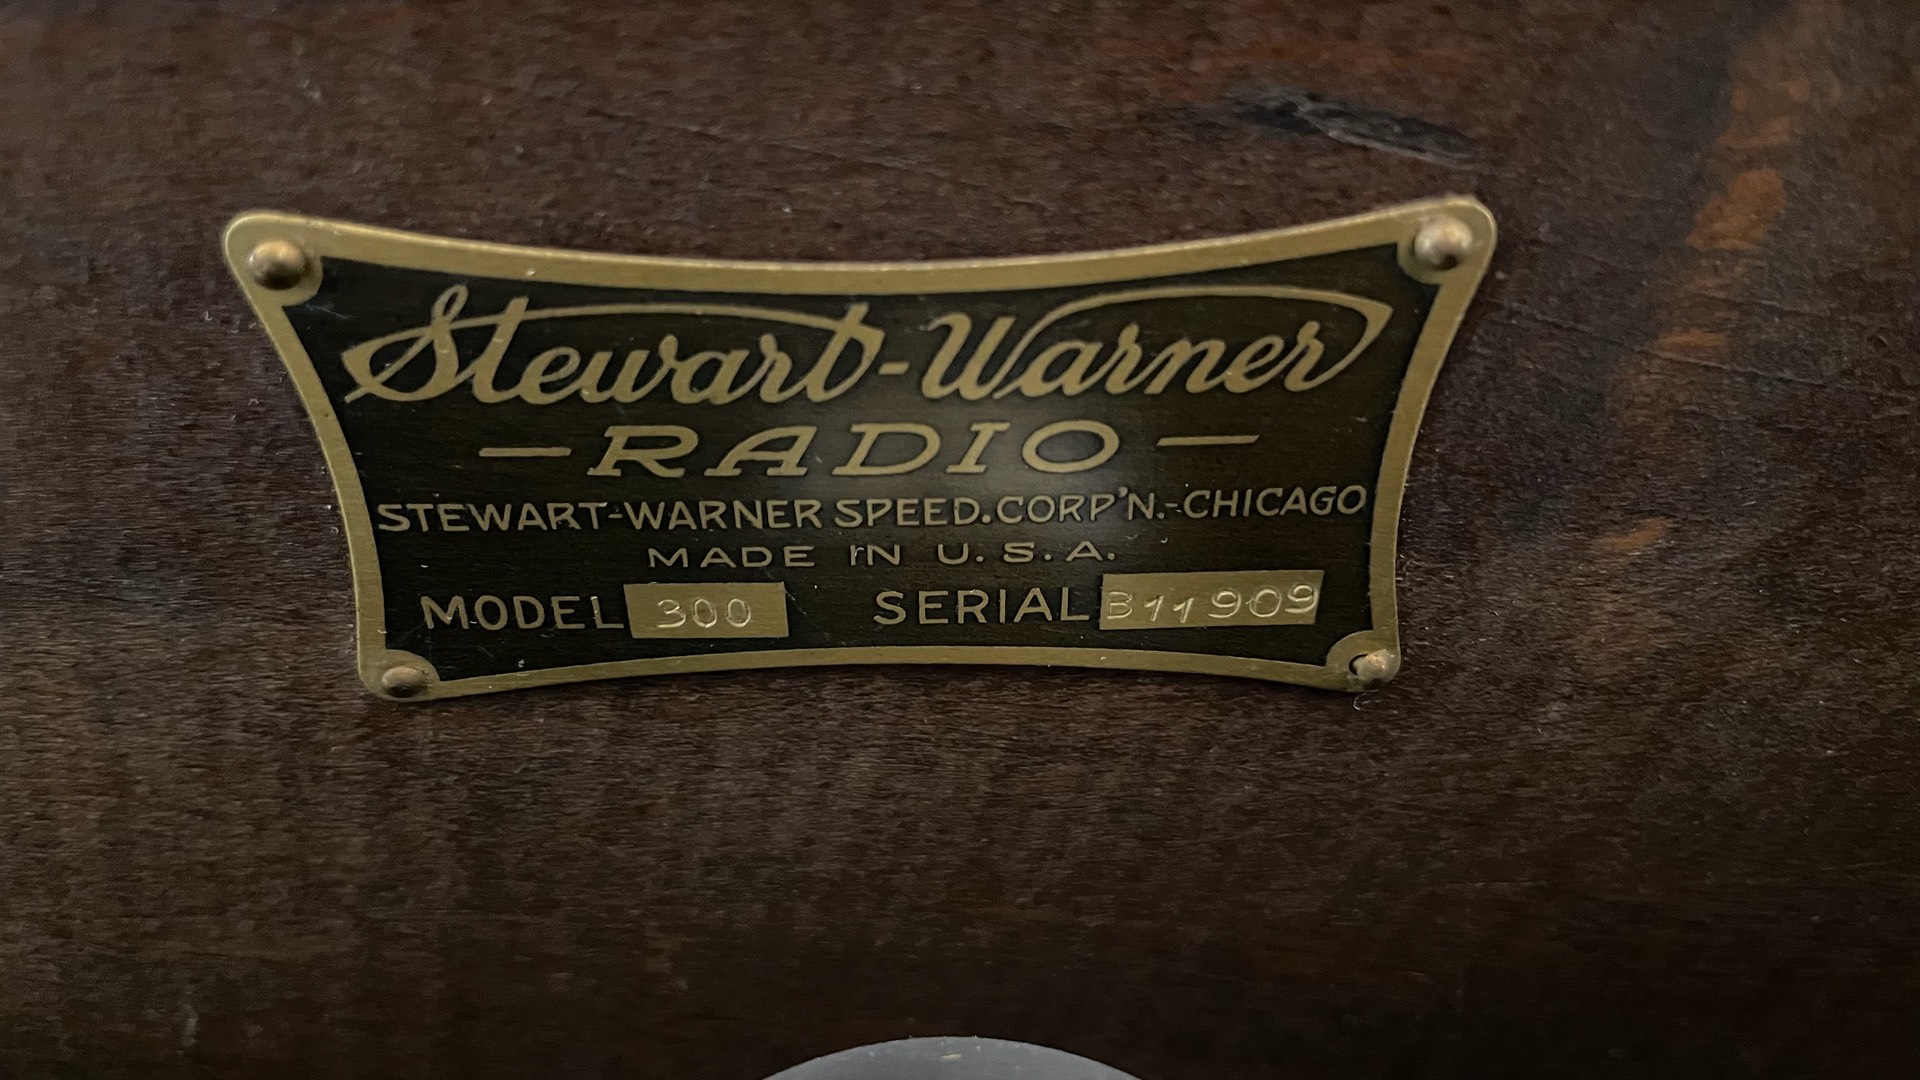 Stewart-Warner
-RADIO-
STEWART-WARNER SPEED.CORP'N.-CHICAGO
MADE IN U.S.A.
MODEL 300 SERIAL B11909